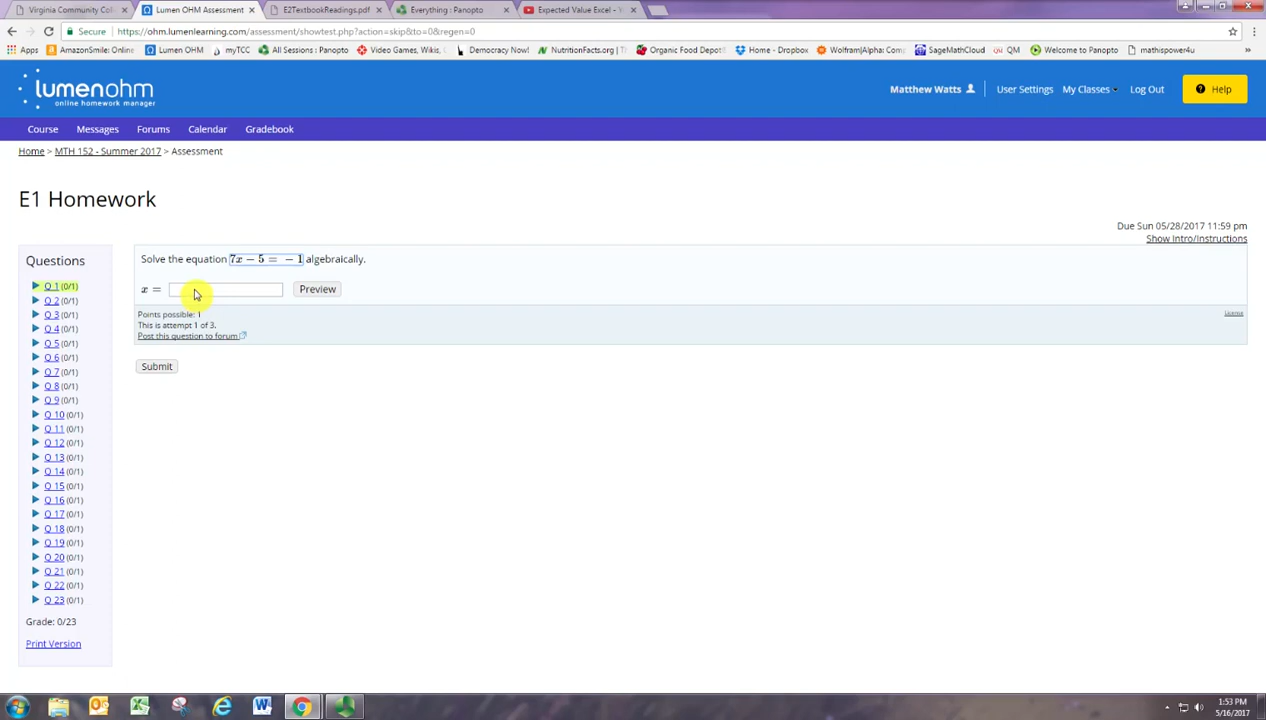 Virginia Community Coll
Lumen OHM Assessment
E2TextbookReadings.pdf
Everything : Panopto
Expected Value Excel - Y
Secure
https://ohm.lumenlearning.com/assessment/showtest.php?action=skip&to=0&regen=0
Apps
AmazonSmile: Online
Lumen OHM
myTCC
All Sessions : Panopto
Video Games, Wikis,
Democracy Now!
NutritionFacts.org | T
Organic Food Depot
Home - Dropbox
Wolfram|Alpha: Comp
SageMathCloud
QM
Welcome to Panopto
mathispower4u
lumenohm
online homework manager
Matthew Watts
User Settings
My Classes
Log Out
Help
Course
Messages
Forums
Calendar
Gradebook
Home > MTH 152 - Summer 2017 > Assessment
E1 Homework
Due Sun 05/28/2017 11:59 pm
Show Intro/Instructions
Questions
Q 1 (0/1)
Q 2 (0/1)
Q 3 (0/1)
Q 4 (0/1)
Q 5 (0/1)
Q 6 (0/1)
Q 7 (0/1)
Q 8 (0/1)
Q 9 (0/1)
Q 10 (0/1)
Q 11 (0/1)
Q 12 (0/1)
Q 13 (0/1)
Q 14 (0/1)
Q 15 (0/1)
Q 16 (0/1)
Q 17 (0/1)
Q 18 (0/1)
Q 19 (0/1)
Q 20 (0/1)
Q 21 (0/1)
Q 22 (0/1)
Q 23 (0/1)
Grade: 0/23
Print Version
Solve the equation 7x − 5 = − 1 algebraically.
x =
Preview
Points possible: 1
This is attempt 1 of 3.
Post this question to forum
License
Submit
1:53 PM
5/16/2017